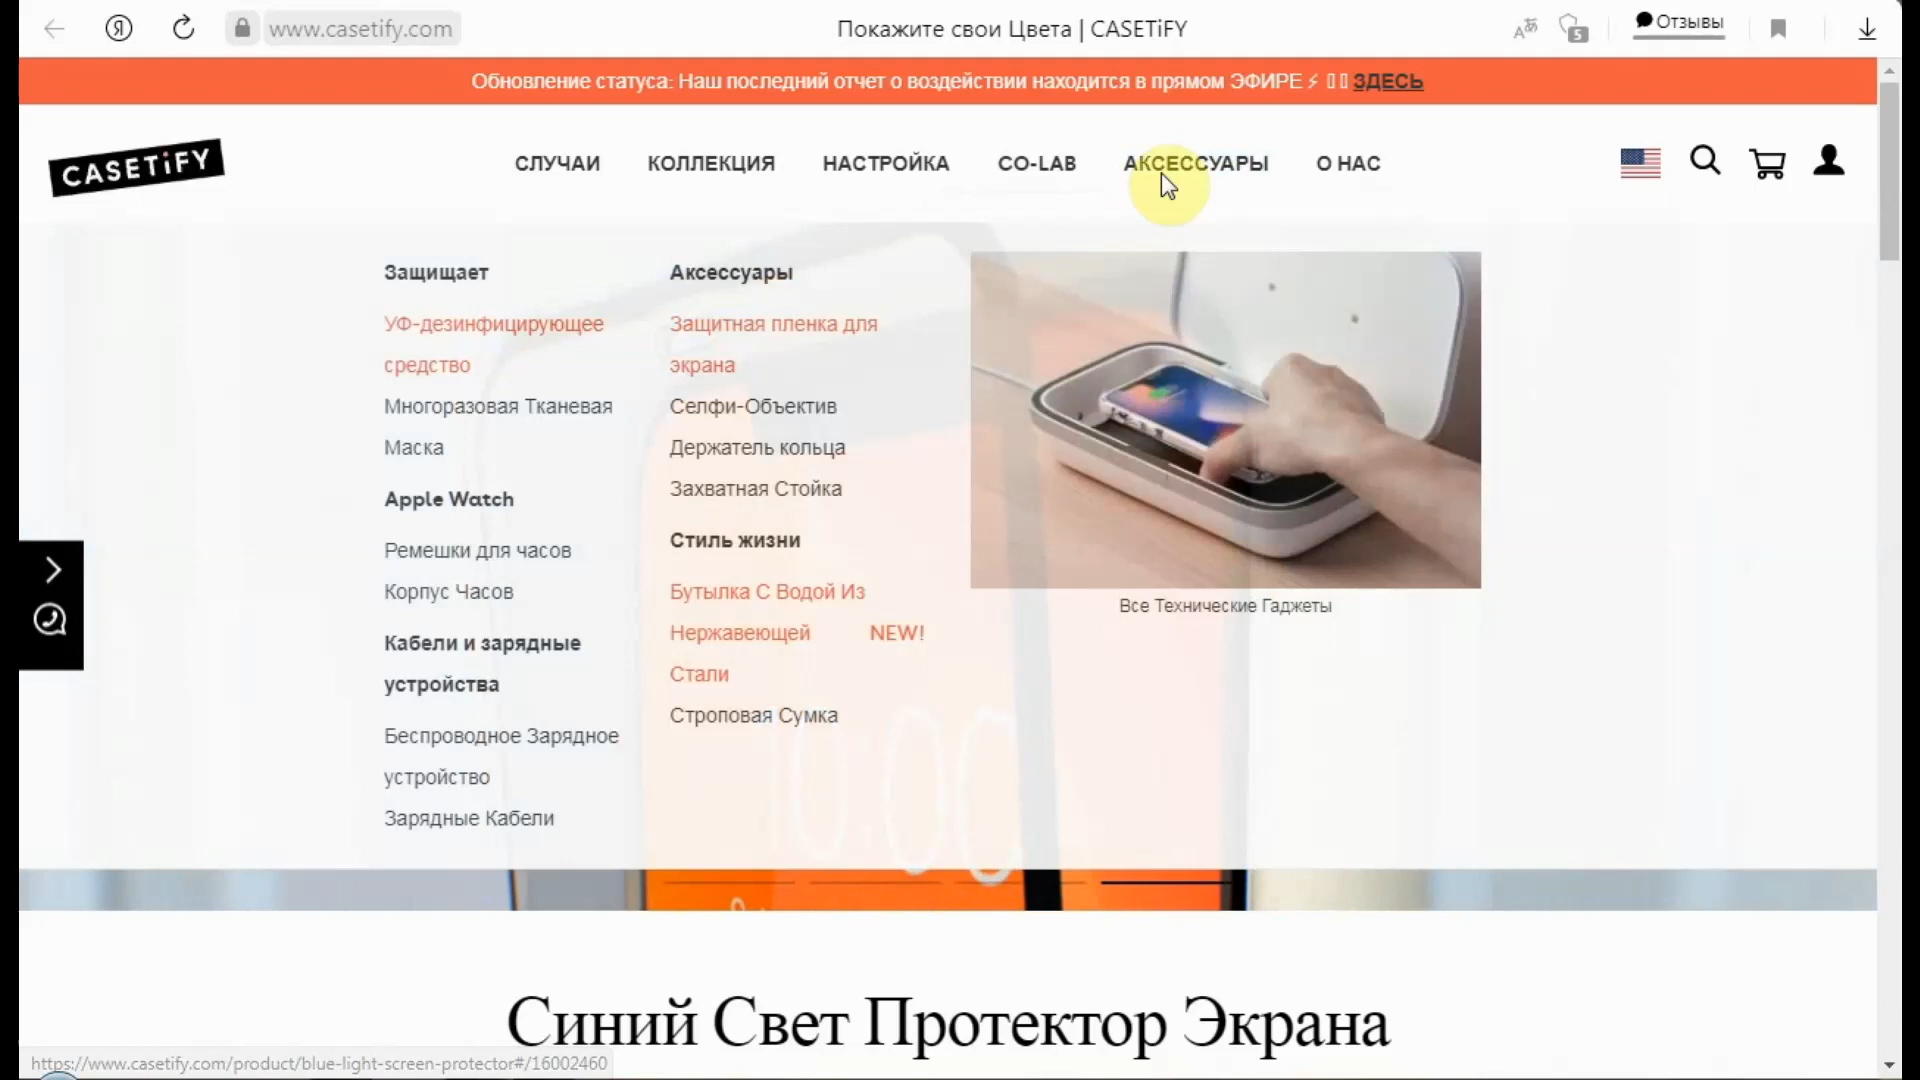 Я
www.casetify.com
Покажите свои Цвета | CASETiFY
5
Отзывы
Обновление статуса: Наш последний отчет о воздействии находится в прямом ЭФИРЕ⚡ ЗДЕСЬ
CASETiFY
СЛУЧАИ
КОЛЛЕКЦИЯ
НАСТРОЙКА
CO-LAB
АКСЕССУАРЫ
О НАС
Защищает
УФ-дезинфицирующее
средство
Многоразовая Тканевая
Маска
Apple Watch
Ремешки для часов
Корпус Часов
Кабели и зарядные
устройства
Беспроводное Зарядное
устройство
Зарядные Кабели
Аксессуары
Защитная пленка для
экрана
Селфи-Объектив
Держатель кольца
Захватная Стойка
Стиль жизни
Бутылка С Водой Из
Нержавеющей NEW!
Стали
Строповая Сумка
Все Технические Гаджеты
10:00
Синий Свет Протектор Экрана
https://www.casetify.com/product/blue-light-screen-protector#/16002460